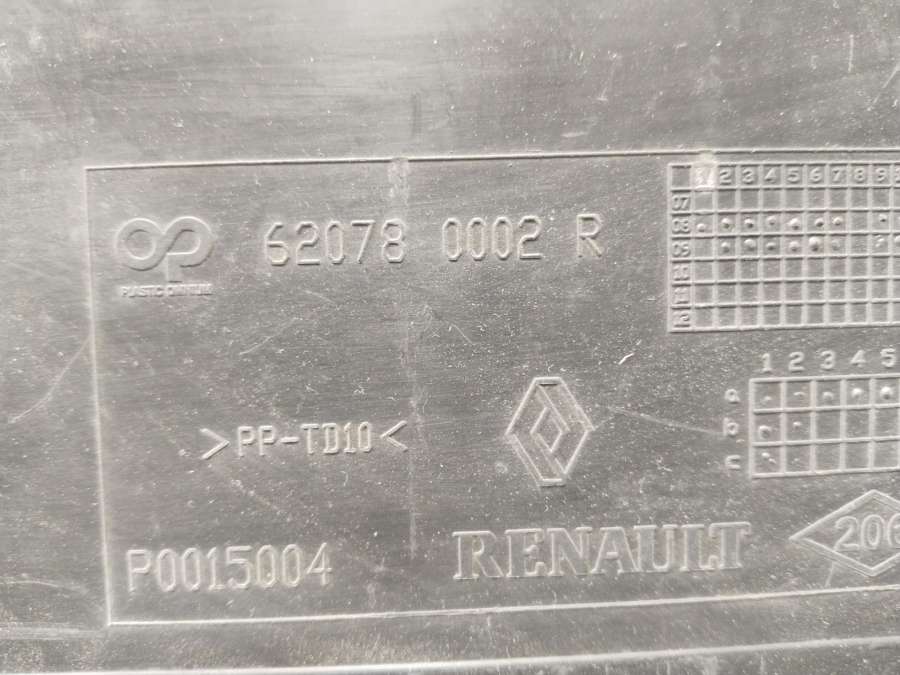 62078 0002 R
PLASTIC OMNIUM
1 2 3 4 5 6 7 8 9
07
08
09
10
11
12
1 2 3 4 5
a
b
c
>PP-TD10<
P0015004
RENAULT
206